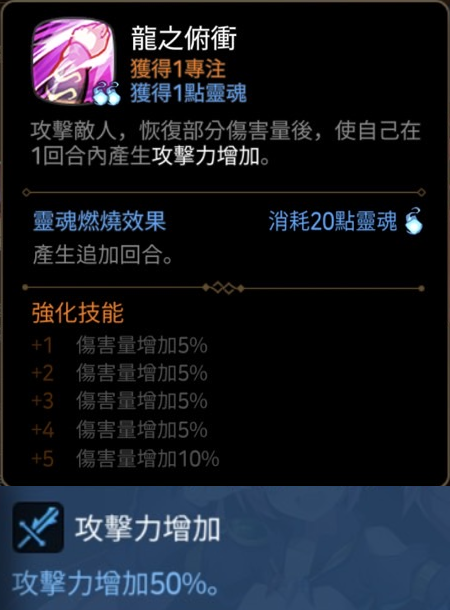 龍之俯衝
獲得1專注
獲得1點靈魂
攻擊敵人，恢復部分傷害量後，使自己在
1回合內產生攻擊力增加。
靈魂燃燒效果 消耗20點靈魂
產生追加回合。
強化技能
+1 傷害量增加5%
+2 傷害量增加5%
+3 傷害量增加5%
+4 傷害量增加5%
+5 傷害量增加10%
攻擊力增加
攻擊力增加50%。